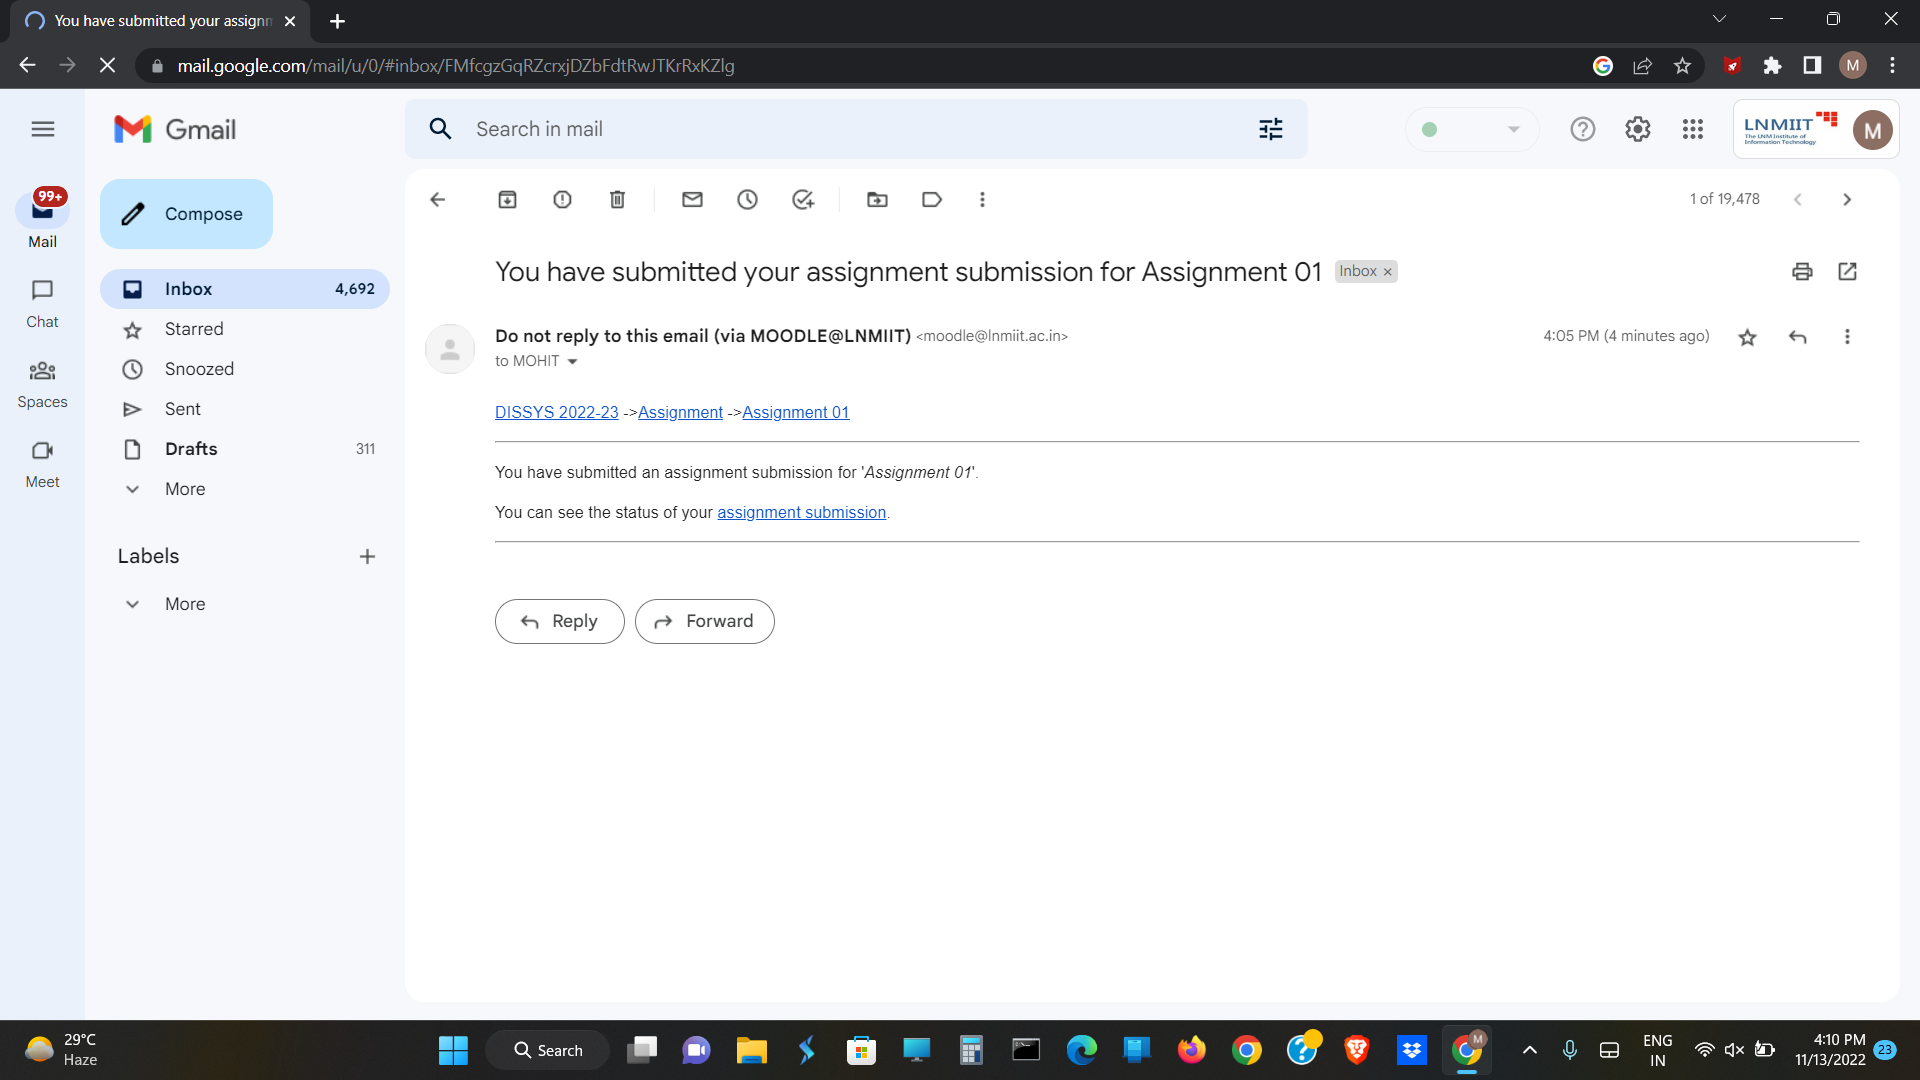 You have submitted your assignm
mail.google.com/mail/u/0/#inbox/FMfcgzGqRZcrxjDZbFdtRwJTKrRxKZlg
M
99+
Mail
Chat
Spaces
Meet
Gmail
Search in mail
LNMIIT
The LNM Institute of
Information Technology
M
Compose
Inbox 4,692
Starred
Snoozed
Sent
Drafts 311
More
Labels
More
1 of 19,478
You have submitted your assignment submission for Assignment 01 Inbox ×
Do not reply to this email (via MOODLE@LNMIIT) <moodle@lnmiit.ac.in> 4:05 PM (4 minutes ago)
to MOHIT
DISSYS 2022-23 ->Assignment ->Assignment 01
You have submitted an assignment submission for 'Assignment 01'.
You can see the status of your assignment submission.
Reply Forward
29°C
Haze
Search
M
ENG
IN
4:10 PM
11/13/2022
23